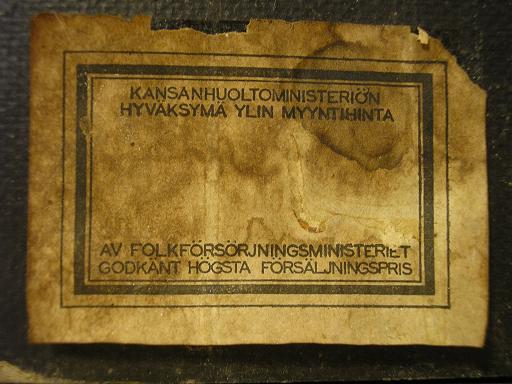 KANSANHUOLTOMINISTERIÖN
HYVÄKSYMÄ YLIN MYYNTIHINTA
AV FOLKFÖRSÖRJNINGSMINISTERIET
GODKÄNT HÖGSTA FÖRSÄLJNINGSPRIS